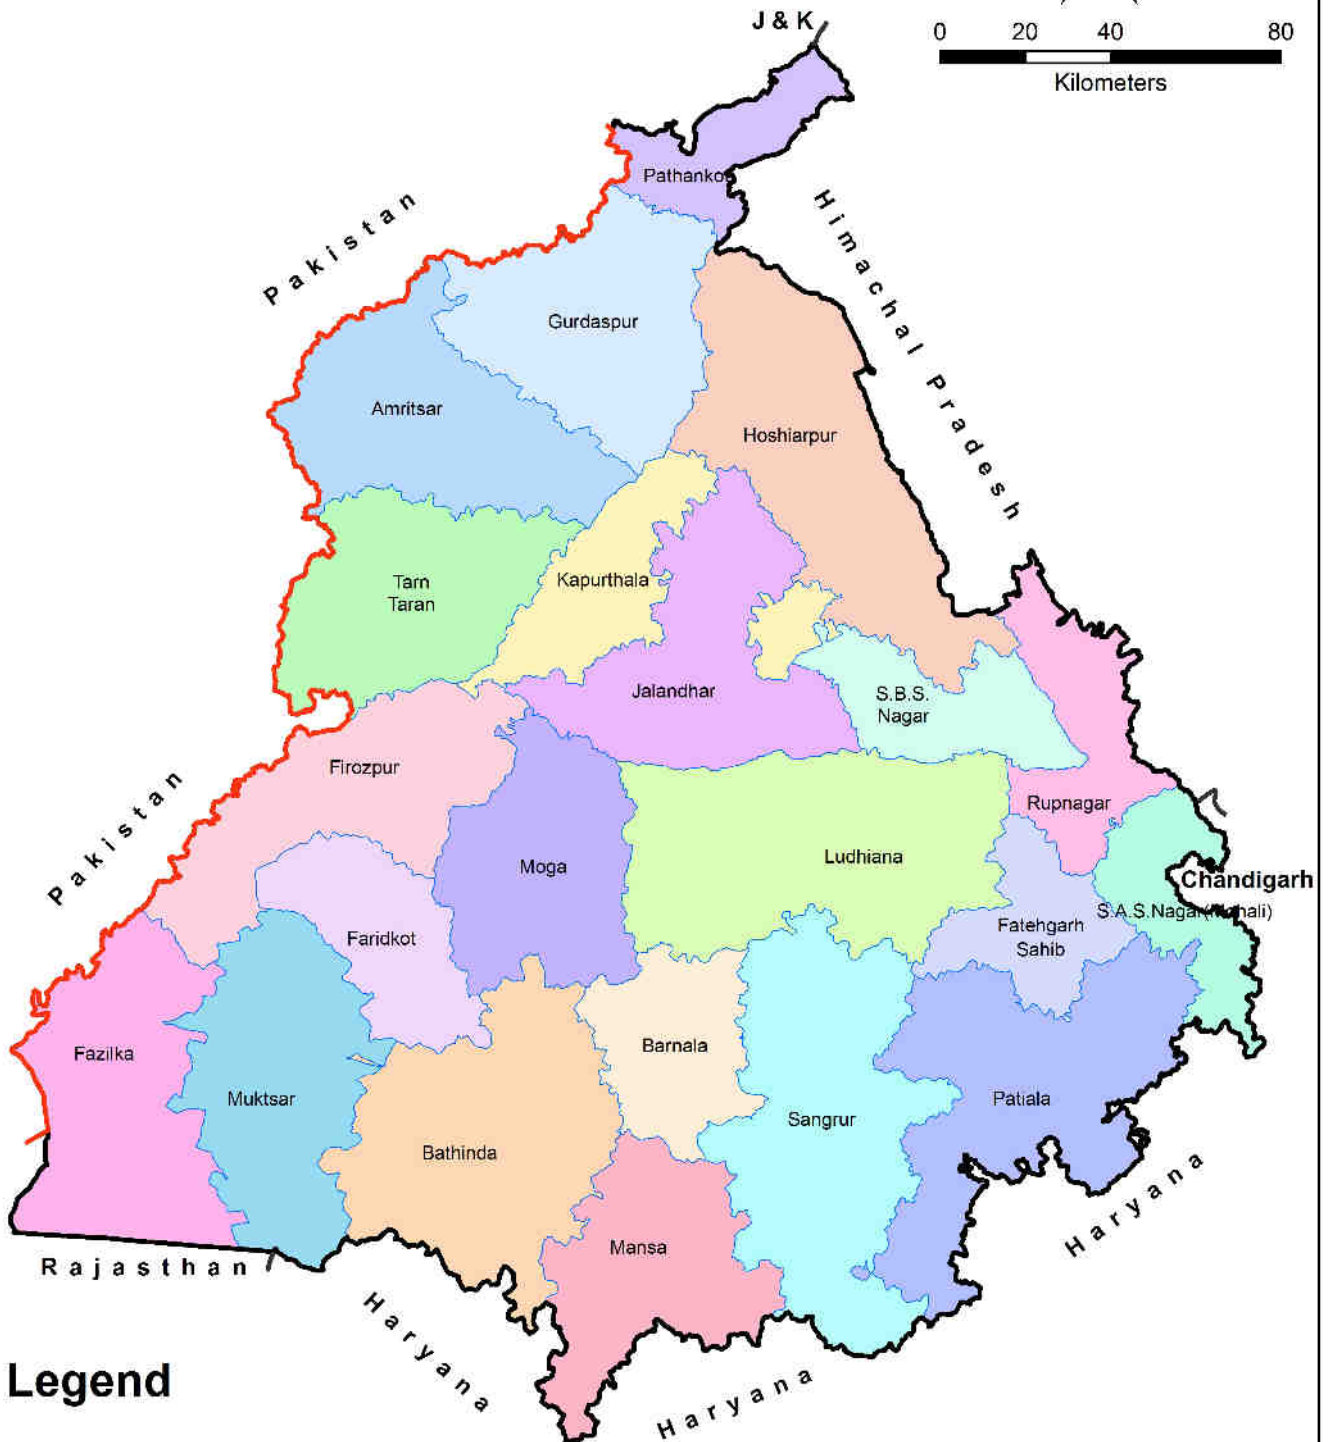 J & K
0 20 40 80
Kilometers
Pathankot
Pakistan
Himachal Pradesh
Gurdaspur
Amritsar
Hoshiarpur
Tarn
Taran
Kapurthala
Jalandhar
S.B.S.
Nagar
Firozpur
Pakistan
Rupnagar
Moga
Ludhiana
Chandigarh
S.A.S.Nagar(Mohali)
Fatehgarh
Sahib
Faridkot
Fazilka
Barnala
Muktsar
Patiala
Sangrur
Bathinda
Haryana
Mansa
Rajasthan
Haryana
Haryana
Legend